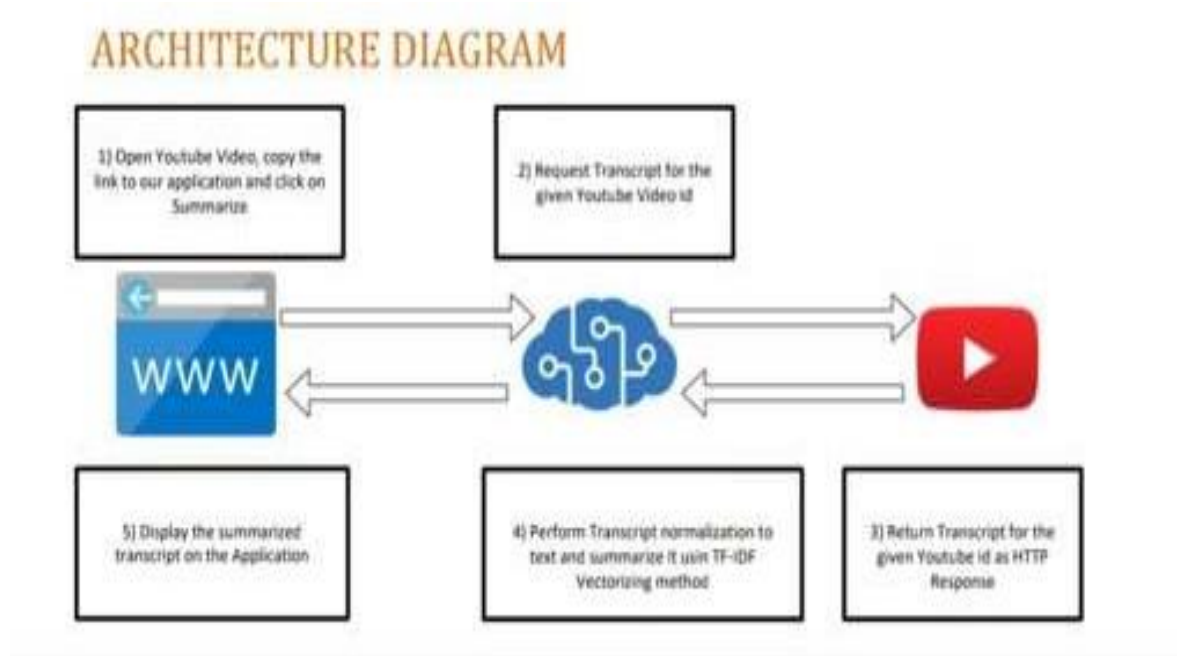 ARCHITECTURE DIAGRAM
1) Open Youtube Video, copy the
link to our application and click on
Summarize
2) Request Transcript for the
given Youtube Video id
WWW
5) Display the summarized
transcript on the Application
4) Perform Transcript normalization to
text and summarize it usin TF-IDF
Vectorizing method
3) Return Transcript for the
given Youtube id as HTTP
Response